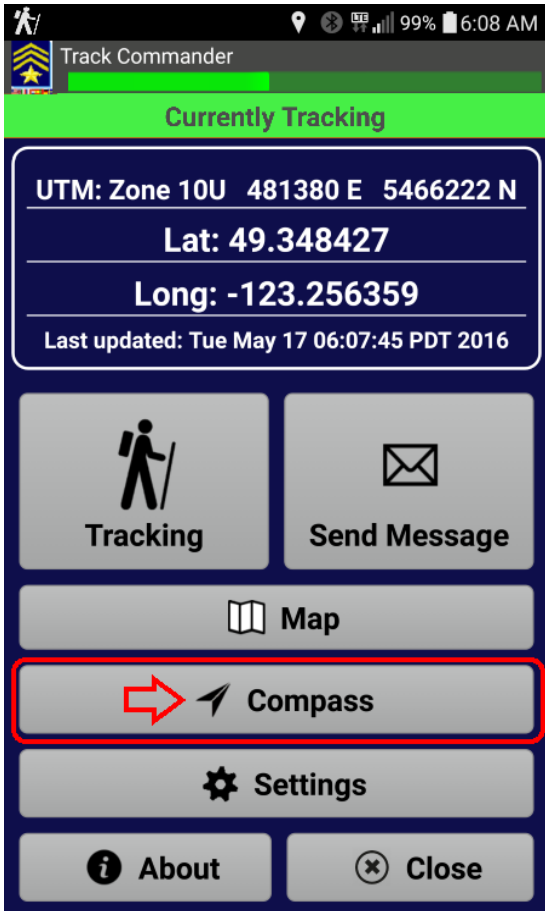 LTE 99% 6:08 AM
Track Commander
Currently Tracking
UTM: Zone 10U 481380 E 5466222 N
Lat: 49.348427
Long: -123.256359
Last updated: Tue May 17 06:07:45 PDT 2016
Tracking
Send Message
Map
Compass
Settings
About
Close